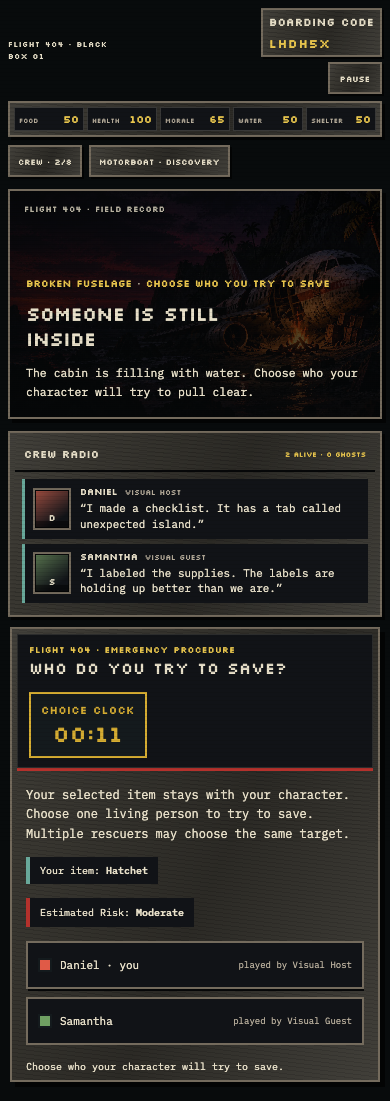 FLIGHT 404 · BLACK
BOX 01
BOARDING CODE
LHDH5X
PAUSE
FOOD 50
HEALTH 100
MORALE 65
WATER 50
SHELTER 50
CREW · 2/8
MOTORBOAT · DISCOVERY
FLIGHT 404 · FIELD RECORD
BROKEN FUSELAGE · CHOOSE WHO YOU TRY TO SAVE
SOMEONE IS STILL
INSIDE
The cabin is filling with water. Choose who your
character will try to pull clear.
CREW RADIO
2 ALIVE · 0 GHOSTS
D
DANIEL VISUAL HOST
“I made a checklist. It has a tab called
unexpected island.”
S
SAMANTHA VISUAL GUEST
“I labeled the supplies. The labels are
holding up better than we are.”
FLIGHT 404 · EMERGENCY PROCEDURE
WHO DO YOU TRY TO SAVE?
CHOICE CLOCK
00:11
Your selected item stays with your character.
Choose one living person to try to save.
Multiple rescuers may choose the same target.
Your item: Hatchet
Estimated Risk: Moderate
Daniel · you played by Visual Host
Samantha played by Visual Guest
Choose who your character will try to save.